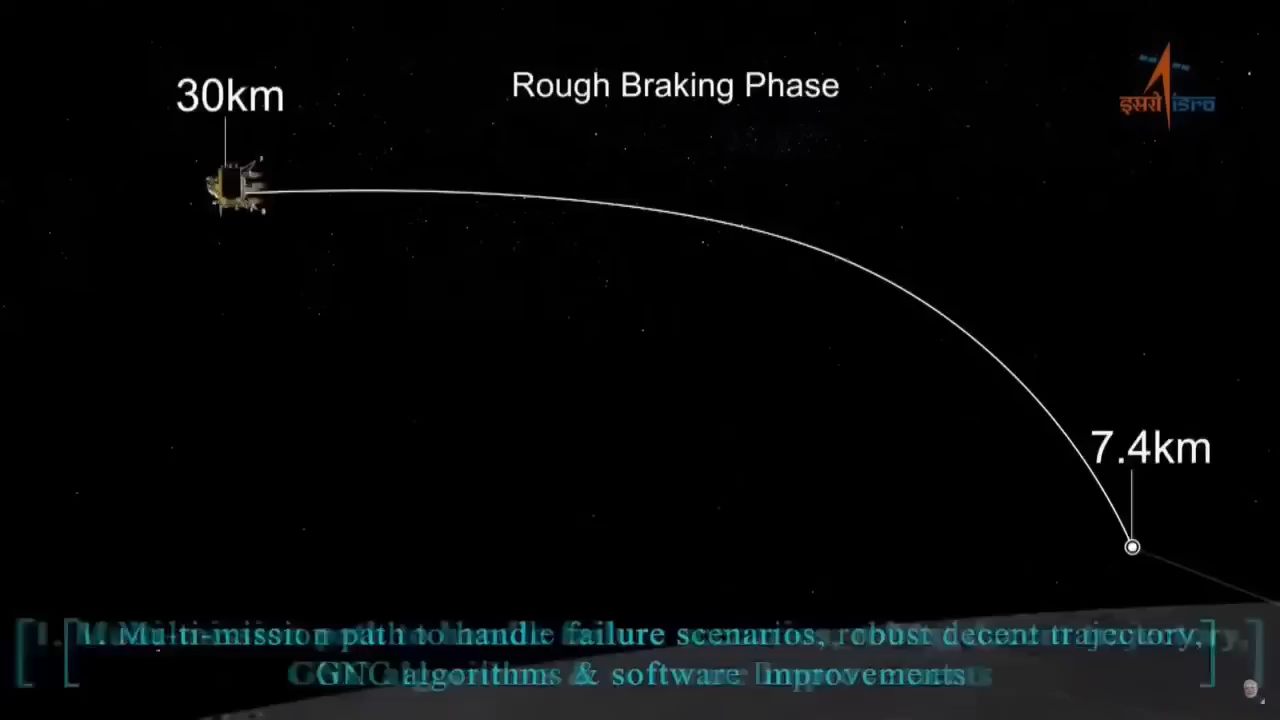 30km
Rough Braking Phase
इसरो isro
7.4km
1. Multi-mission path to handle failure scenarios, robust decent trajectory,
GNC algorithms & software Improvements